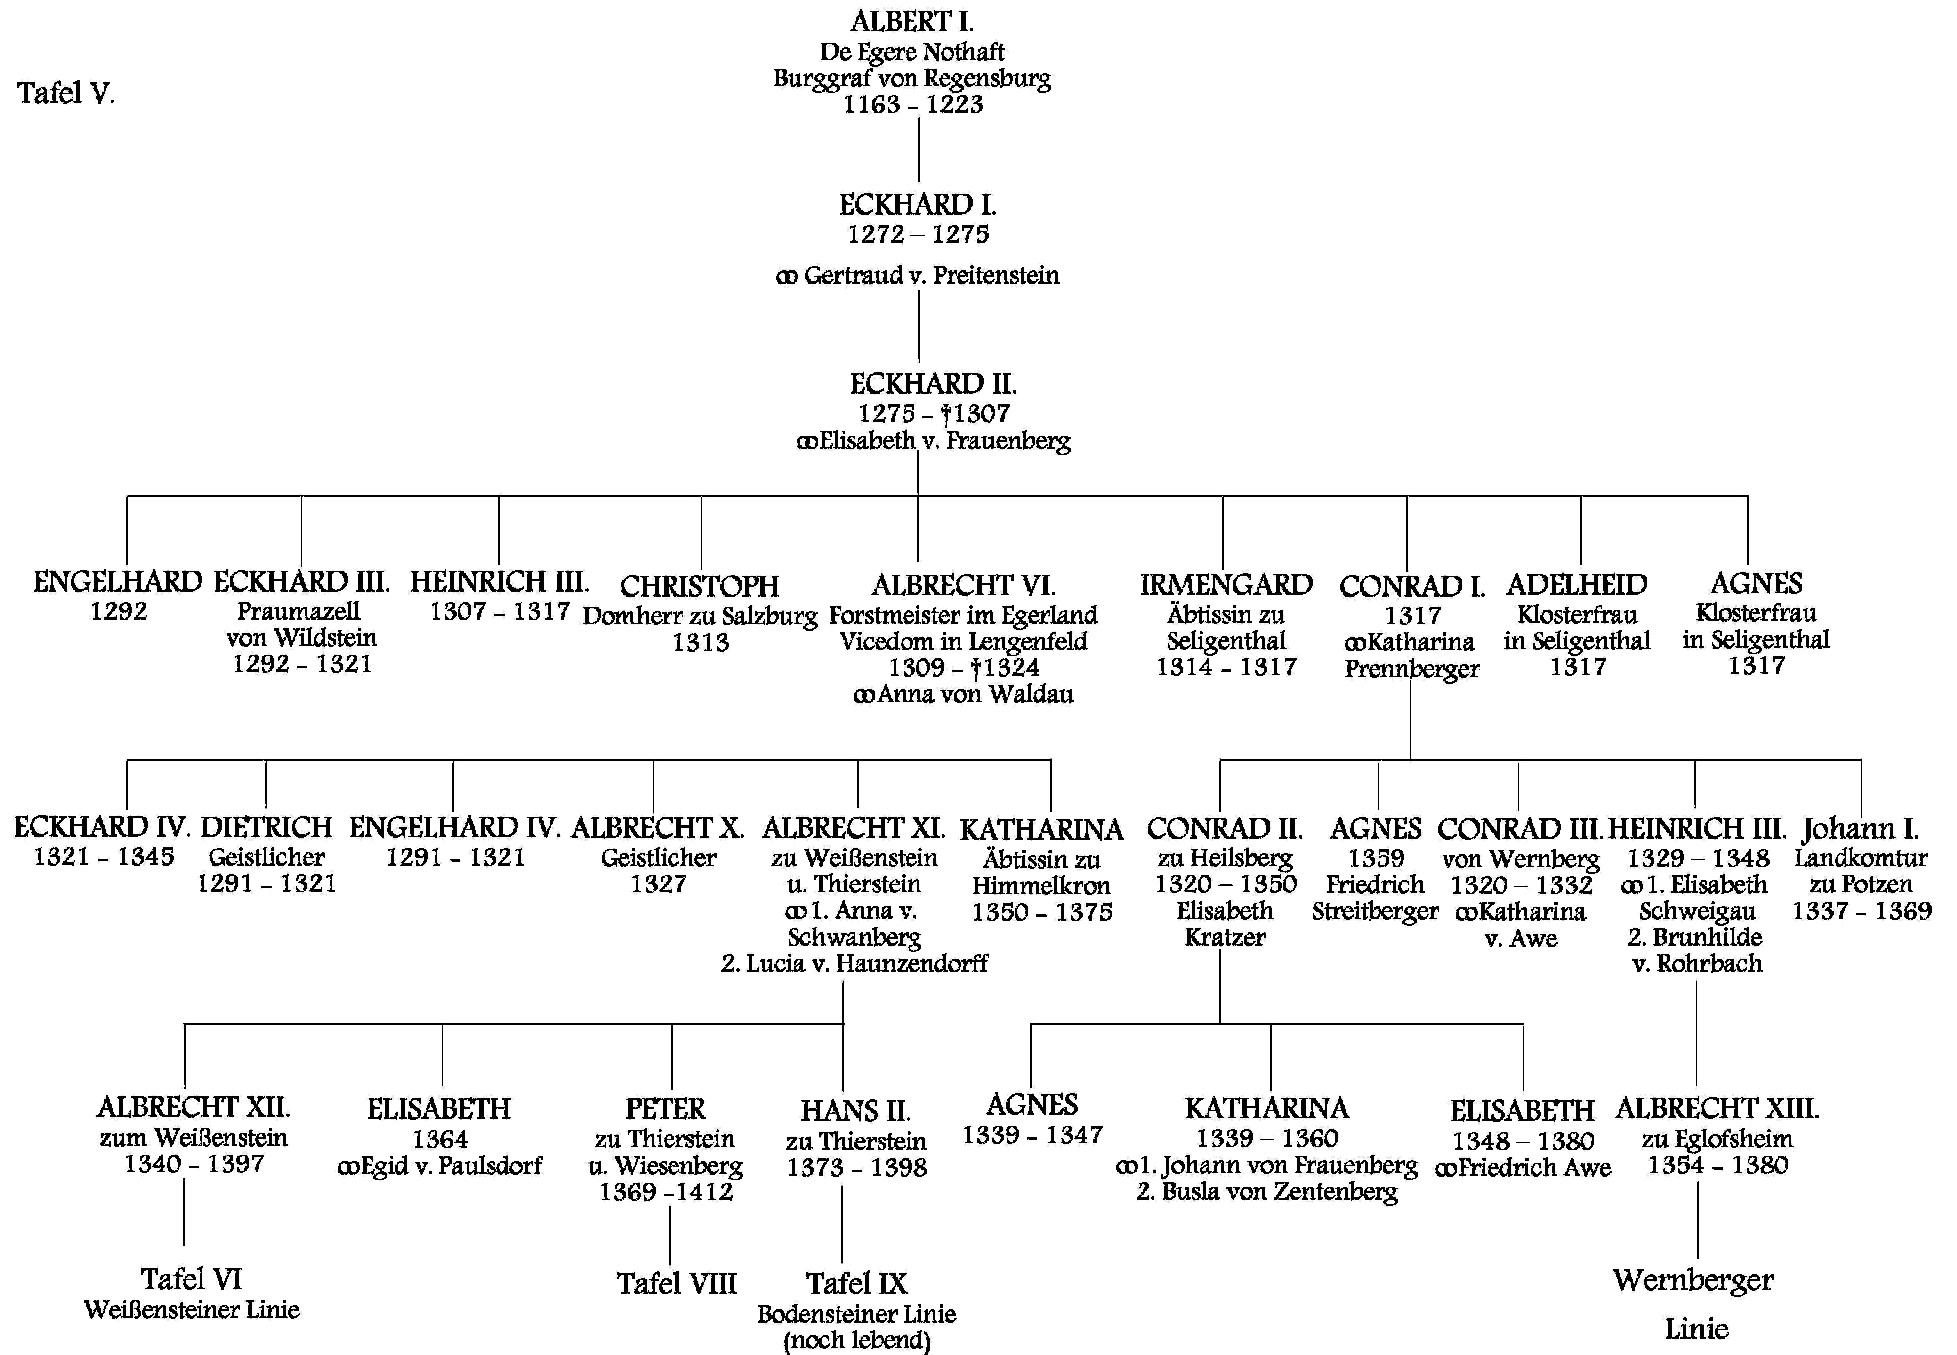 Tafel V.
ALBERT I.
De Egere Nothaft
Burggraf von Regensburg
1163 - 1223
ECKHARD I.
1272 – 1275
ꝏ Gertraud v. Preitenstein
ECKHARD II.
1275 - †1307
ꝏElisabeth v. Frauenberg
ENGELHARD
1292
ECKHARD III.
Praumazell
von Wildstein
1292 - 1321
HEINRICH III.
1307 - 1317
CHRISTOPH
Domherr zu Salzburg
1313
ALBRECHT VI.
Forstmeister im Egerland
Vicedom in Lengenfeld
1309 - †1324
ꝏAnna von Waldau
IRMENGARD
Äbtissin zu
Seligenthal
1314 - 1317
CONRAD I.
1317
ꝏKatharina
Prennberger
ADELHEID
Klosterfrau
in Seligenthal
1317
AGNES
Klosterfrau
in Seligenthal
1317
ECKHARD IV.
1321 - 1345
DIETRICH
Geistlicher
1291 - 1321
ENGELHARD IV.
1291 - 1321
ALBRECHT X.
Geistlicher
1327
ALBRECHT XI.
zu Weißenstein
u. Thierstein
ꝏ 1. Anna v.
Schwanberg
2. Lucia v. Haunzendorff
KATHARINA
Äbtissin zu
Himmelkron
1350 - 1375
CONRAD II.
zu Heilsberg
1320 – 1350
Elisabeth
Kratzer
AGNES
1359
Friedrich
Streitberger
CONRAD III.
von Wernberg
1320 – 1332
ꝏKatharina
v. Awe
HEINRICH III.
1329 – 1348
ꝏ 1. Elisabeth
Schweigau
2. Brunhilde
v. Rohrbach
Johann I.
Landkomtur
zu Potzen
1337 - 1369
ALBRECHT XII.
zum Weißenstein
1340 - 1397
ELISABETH
1364
ꝏEgid v. Paulsdorf
PETER
zu Thierstein
u. Wiesenberg
1369 -1412
HANS II.
zu Thierstein
1373 - 1398
AGNES
1339 - 1347
KATHARINA
1339 – 1360
ꝏ1. Johann von Frauenberg
2. Busla von Zentenberg
ELISABETH
1348 – 1380
ꝏFriedrich Awe
ALBRECHT XIII.
zu Eglofsheim
1354 - 1380
Tafel VI
Weißensteiner Linie
Tafel VIII
Tafel IX
Bodensteiner Linie
(noch lebend)
Wernberger
Linie